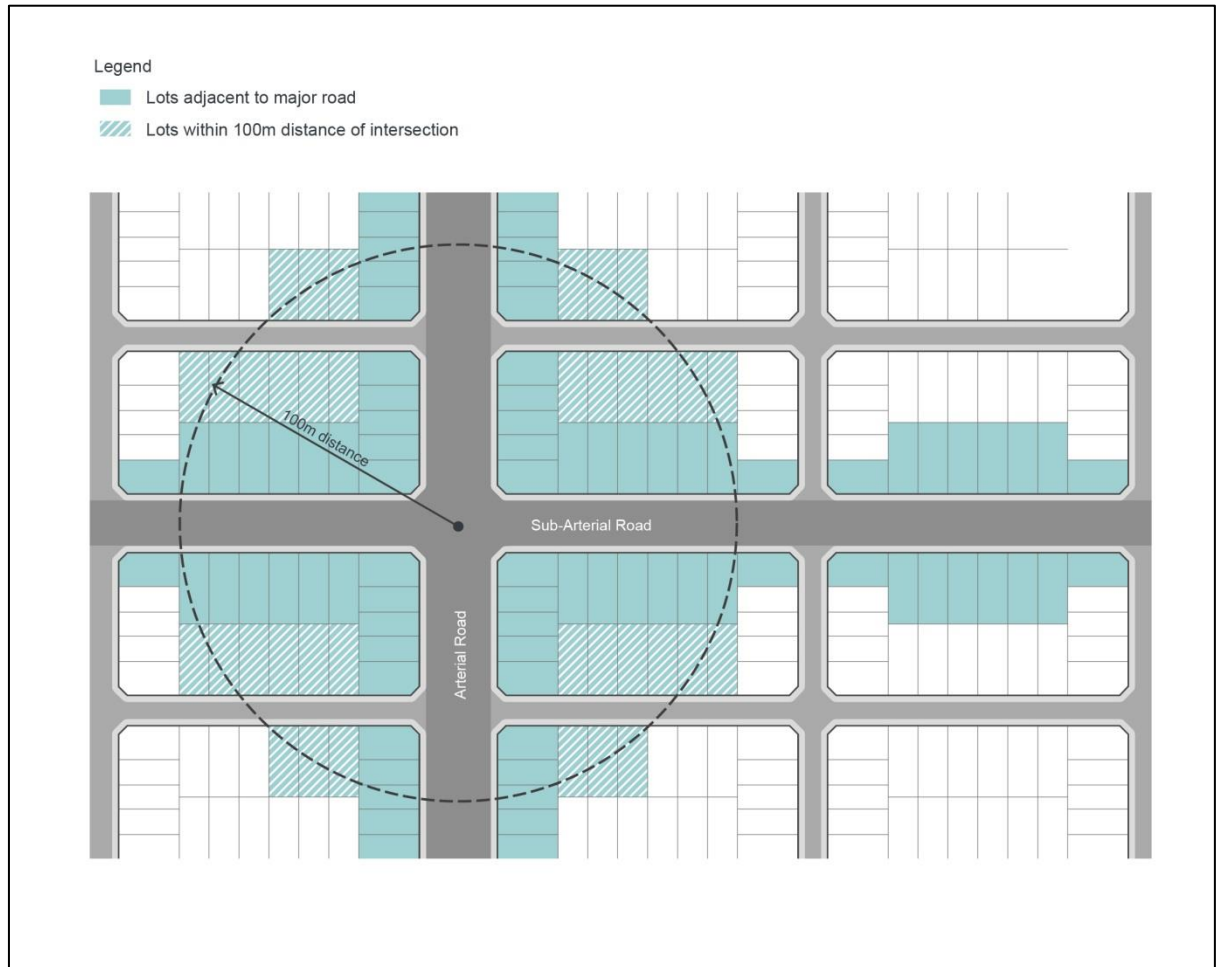 Legend
Lots adjacent to major road
Lots within 100m distance of intersection
100m distance
Sub-Arterial Road
Arterial Road